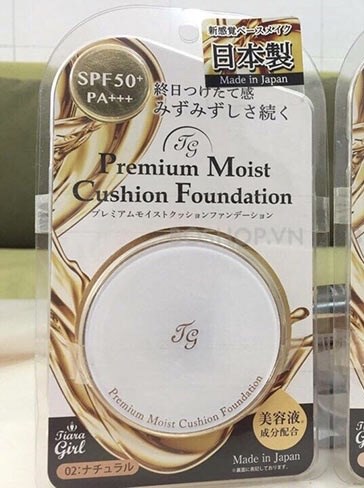 新感覚ベースメイク
日本製
Made in Japan
SPF50+
PA+++
終日つけたて感
みずみずしさ続く
TG
Premium Moist
Cushion Foundation
プレミアムモイストクッションファンデーション
SHOP.VN
TG
Premium Moist Cushion Foundation
美容液
成分配合
Tiara
Girl
Made in Japan
02:ナチュラル